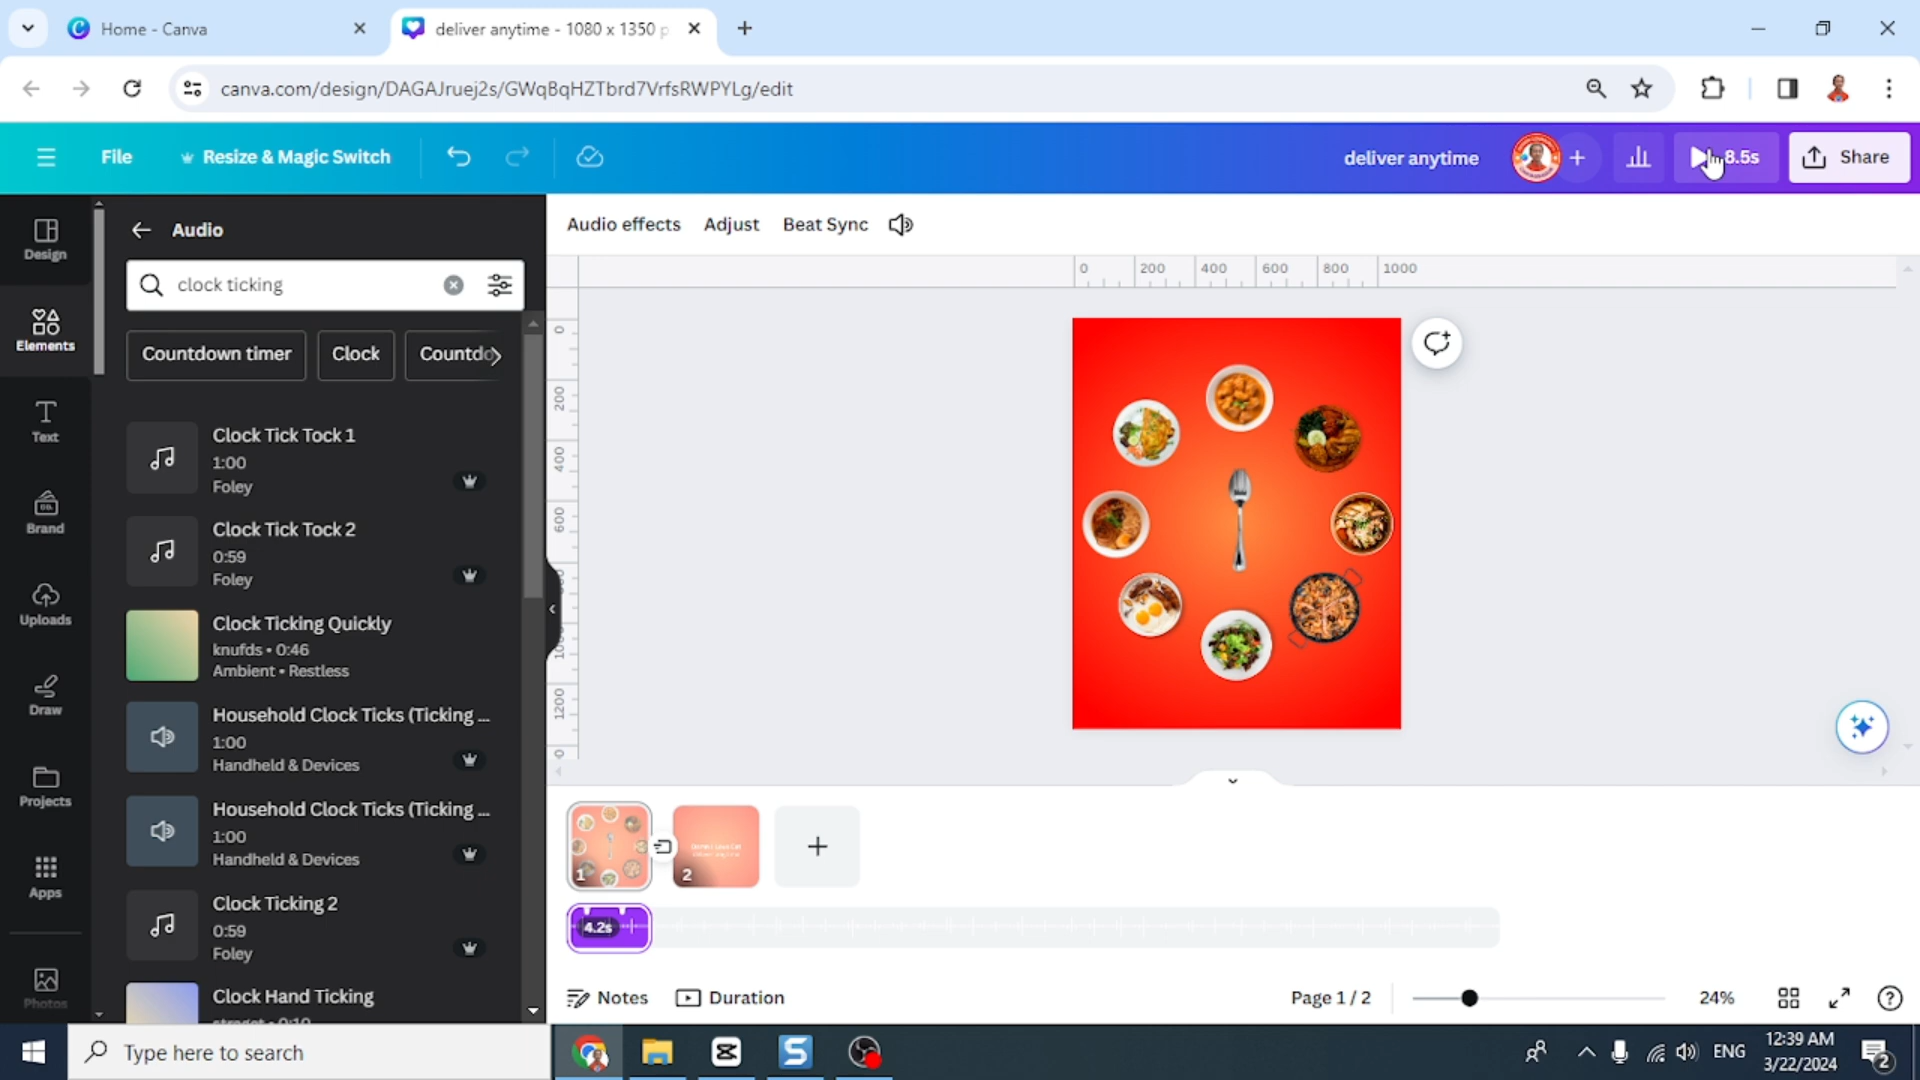 Home - Canva
deliver anytime - 1080 x 1350 p
canva.com/design/DAGAJruej2s/GWqBqHZTbrd7VrfsRWPYLg/edit
File
Resize & Magic Switch
deliver anytime
8.5s
Share
Design
Elements
Text
Brand
Uploads
Draw
Projects
Apps
Photos
Audio
clock ticking
Countdown timer
Clock
Countdo
Clock Tick Tock 1
1:00
Foley
Clock Tick Tock 2
0:59
Foley
Clock Ticking Quickly
knufds • 0:46
Ambient • Restless
Household Clock Ticks (Ticking ...
1:00
Handheld & Devices
Household Clock Ticks (Ticking ...
1:00
Handheld & Devices
Clock Ticking 2
0:59
Foley
Clock Hand Ticking
Audio effects
Adjust
Beat Sync
0 200 400 600 800 1000
0
200
400
600
1200
1
2
4.2s
Notes
Duration
Page 1 / 2
24%
Type here to search
ENG
12:39 AM
3/22/2024
2